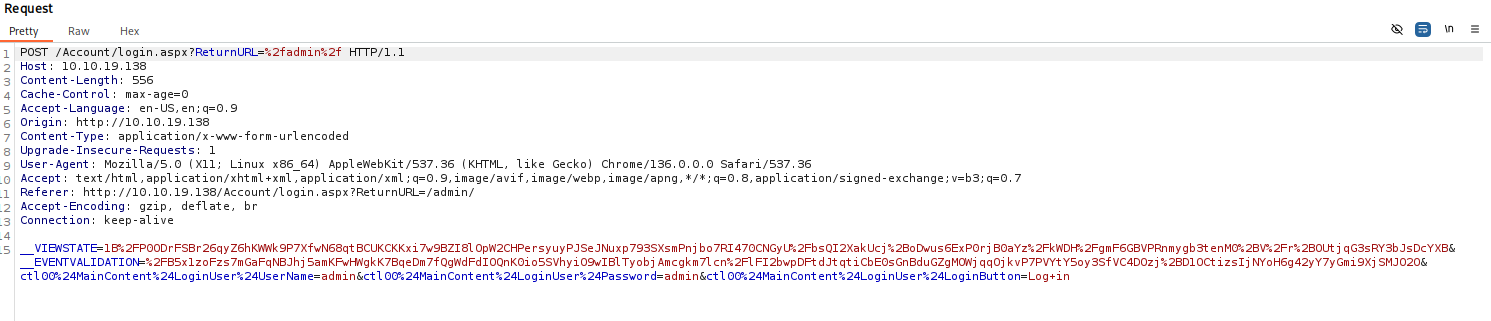 Request
Pretty Raw Hex
\n
1 POST /Account/login.aspx?ReturnURL=%2fadmin%2f HTTP/1.1
2 Host: 10.10.19.138
3 Content-Length: 556
4 Cache-Control: max-age=0
5 Accept-Language: en-US,en;q=0.9
6 Origin: http://10.10.19.138
7 Content-Type: application/x-www-form-urlencoded
8 Upgrade-Insecure-Requests: 1
9 User-Agent: Mozilla/5.0 (X11; Linux x86_64) AppleWebKit/537.36 (KHTML, like Gecko) Chrome/136.0.0.0 Safari/537.36
10 Accept: text/html,application/xhtml+xml,application/xml;q=0.9,image/avif,image/webp,image/apng,*/*;q=0.8,application/signed-exchange;v=b3;q=0.7
11 Referer: http://10.10.19.138/Account/login.aspx?ReturnURL=/admin/
12 Accept-Encoding: gzip, deflate, br
13 Connection: keep-alive
14
15 __VIEWSTATE=1B%2FP0ODrFSBr26qyZ6hKWWk9P7XfwN68qtBCUKCKKxi7w9BZI8lOpW2CHPersyuyPJSeJNuxp793SXsmPnjbo7RI470CNGyU%2FbsQI2XakUcj%2BoDwus6ExP0rjB0aYz%2FkWDH%2FgmF6GBVPRnmygb3tenM0%2BV%2Fr%2BOUtjqG3sRY3bJsDcYXB&
__EVENTVALIDATION=%2FB5x1zoFzs7mGaFqNBJhj5amKFwHWgkK7BqeDm7fQgWdFdIOQnK0io5SVhyiO9wIBlTyobjAmcgkm7lcn%2FlFI2bwpDFtdJtqtiCbE0sGnBduGZgMOWjqqOjkvP7PVYtY5oy3SfVC4DOzj%2BD1OCtizsIjNYoH6g42yY7yGmi9XjSMJO2O&
ctl00%24MainContent%24LoginUser%24UserName=admin&ctl00%24MainContent%24LoginUser%24Password=admin&ctl00%24MainContent%24LoginUser%24LoginButton=Log+in